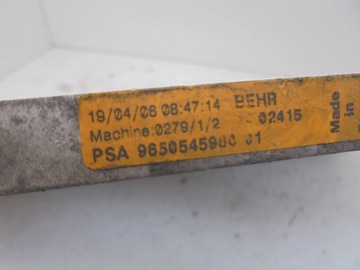 19/04/06 08:47:14 BEHR
Machine:0279/1/2 02415
PSA 9650545980 01
Made
in